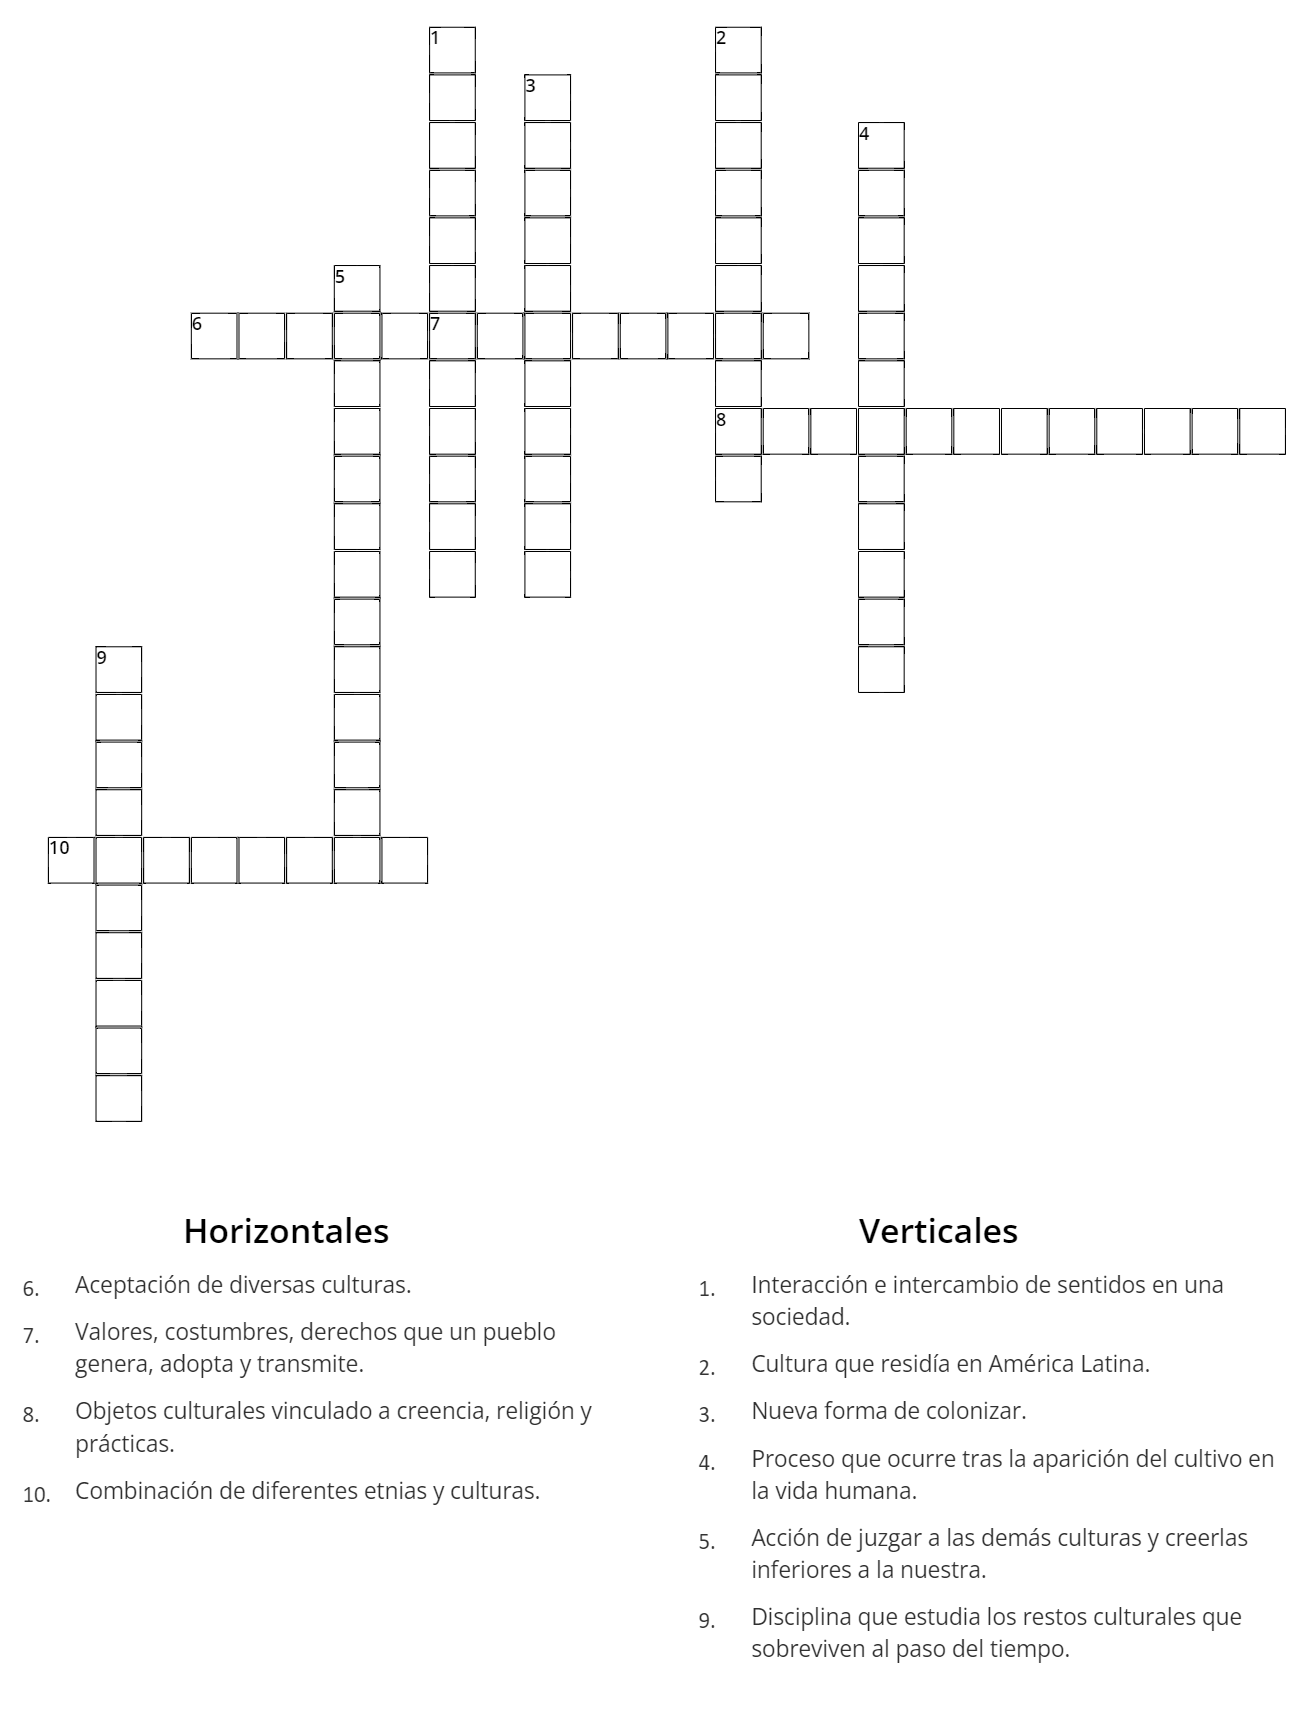 1
2
3
4
5
6
7
8
9
10
Horizontales
6. Aceptación de diversas culturas.
7. Valores, costumbres, derechos que un pueblo
genera, adopta y transmite.
8. Objetos culturales vinculado a creencia, religión y
prácticas.
10. Combinación de diferentes etnias y culturas.
Verticales
1. Interacción e intercambio de sentidos en una
sociedad.
2. Cultura que residía en América Latina.
3. Nueva forma de colonizar.
4. Proceso que ocurre tras la aparición del cultivo en
la vida humana.
5. Acción de juzgar a las demás culturas y creerlas
inferiores a la nuestra.
9. Disciplina que estudia los restos culturales que
sobreviven al paso del tiempo.